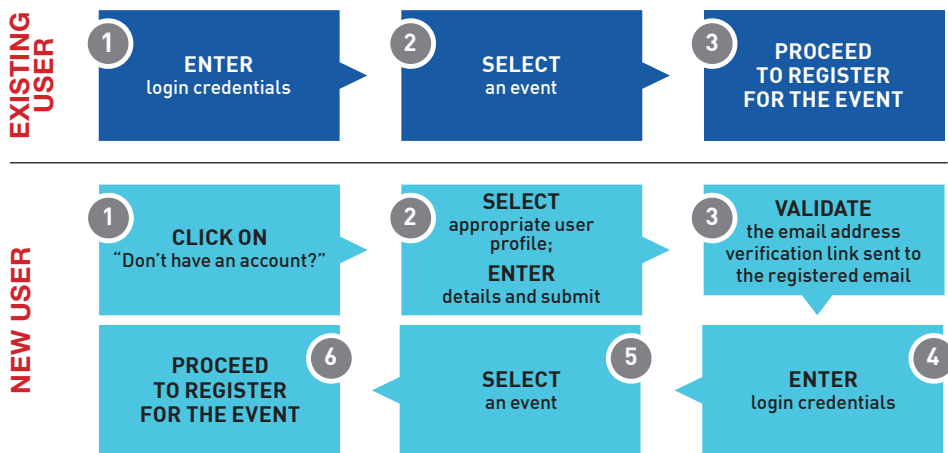 EXISTING
USER
1
ENTER
login credentials
2
SELECT
an event
3
PROCEED
TO REGISTER
FOR THE EVENT
NEW USER
1
CLICK ON
“Don’t have an account?”
2
SELECT
appropriate user
profile;
ENTER
details and submit
3
VALIDATE
the email address
verification link sent to
the registered email
4
ENTER
login credentials
5
SELECT
an event
6
PROCEED
TO REGISTER
FOR THE EVENT